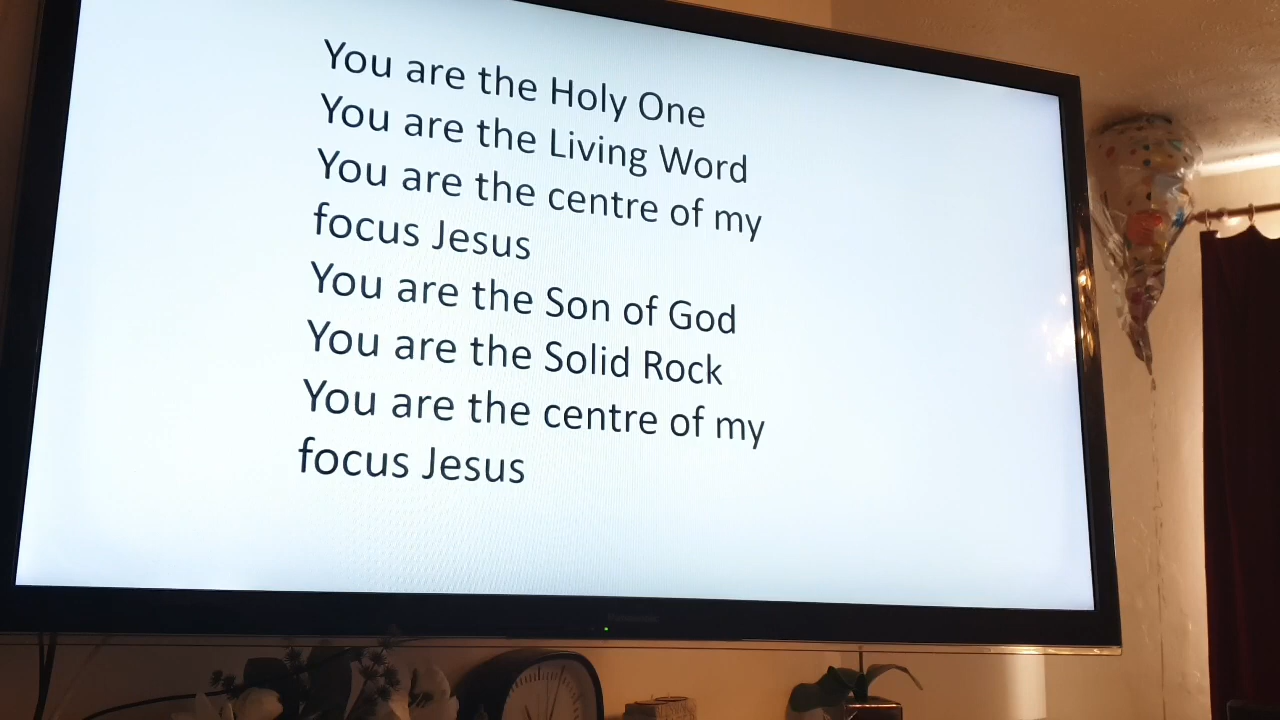 You are the Holy One
You are the Living Word
You are the centre of my
focus Jesus
You are the Son of God
You are the Solid Rock
You are the centre of my
focus Jesus